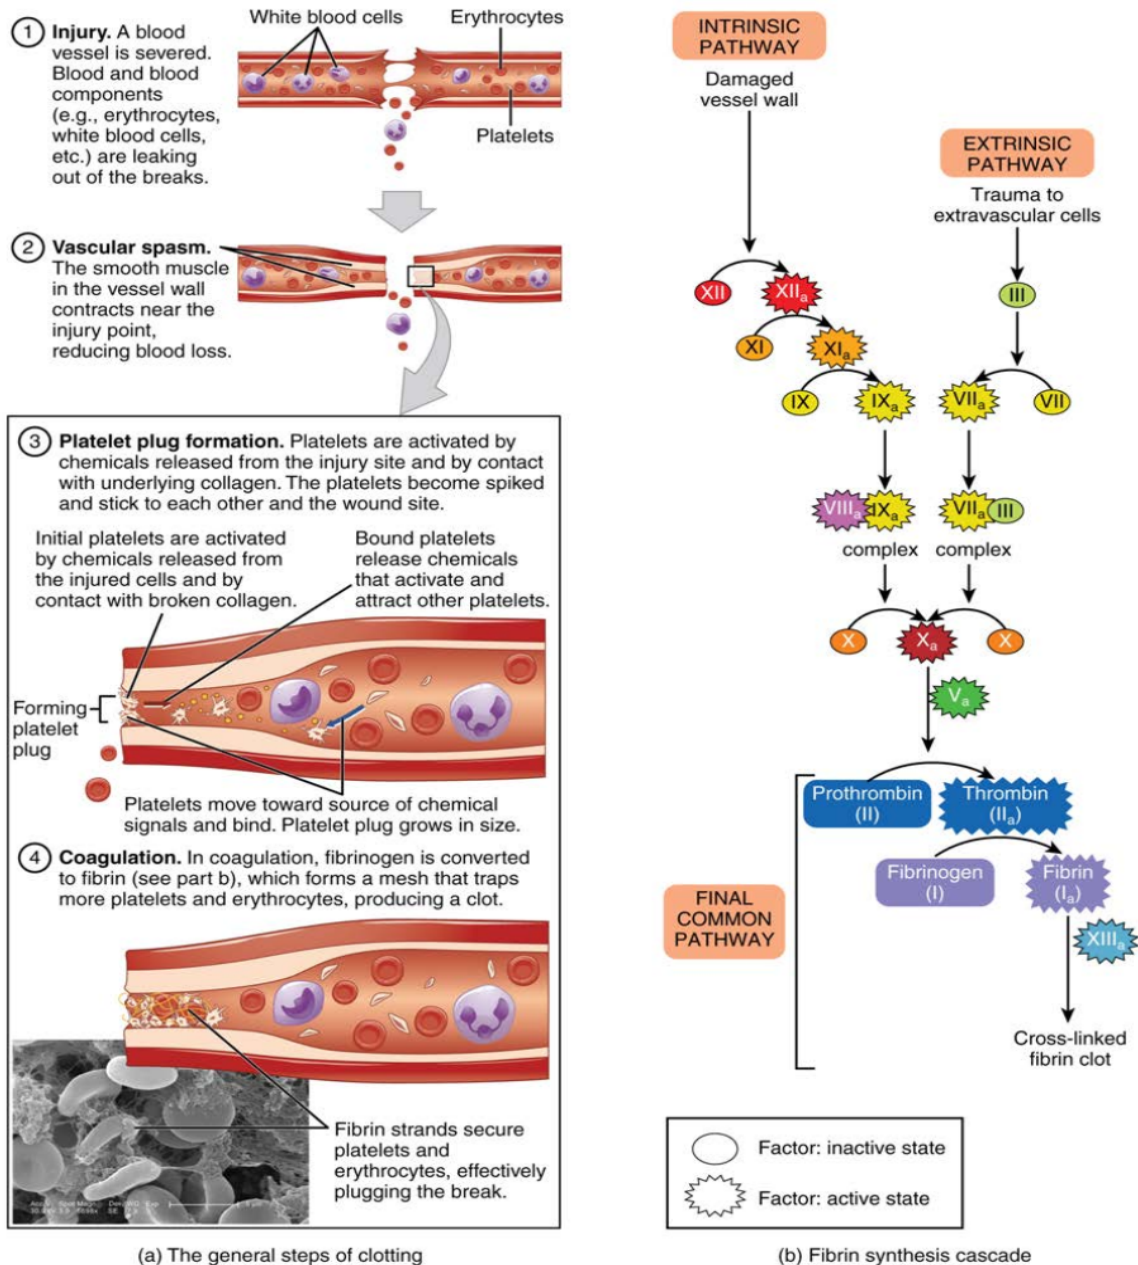 White blood cells
Erythrocytes
Platelets
1 Injury. A blood
vessel is severed.
Blood and blood
components
(e.g., erythrocytes,
white blood cells,
etc.) are leaking
out of the breaks.
2 Vascular spasm.
The smooth muscle
in the vessel wall
contracts near the
injury point,
reducing blood loss.
3 Platelet plug formation. Platelets are activated by
chemicals released from the injury site and by contact
with underlying collagen. The platelets become spiked
and stick to each other and the wound site.
Initial platelets are activated
by chemicals released from
the injured cells and by
contact with broken collagen.
Bound platelets
release chemicals
that activate and
attract other platelets.
Forming
platelet
plug
Platelets move toward source of chemical
signals and bind. Platelet plug grows in size.
4 Coagulation. In coagulation, fibrinogen is converted
to fibrin (see part b), which forms a mesh that traps
more platelets and erythrocytes, producing a clot.
Fibrin strands secure
platelets and
erythrocytes, effectively
plugging the break.
(a) The general steps of clotting
INTRINSIC
PATHWAY
Damaged
vessel wall
EXTRINSIC
PATHWAY
Trauma to
extravascular cells
XII XIIa III
XI XIa
IX IXa VIIa VII
VIIIa IXa VIIa III
complex complex
X Xa X
Va
Prothrombin
(II)
Thrombin
(IIa)
Fibrinogen
(I)
Fibrin
(Ia)
FINAL
COMMON
PATHWAY
XIIIa
Cross-linked
fibrin clot
Factor: inactive state
Factor: active state
(b) Fibrin synthesis cascade